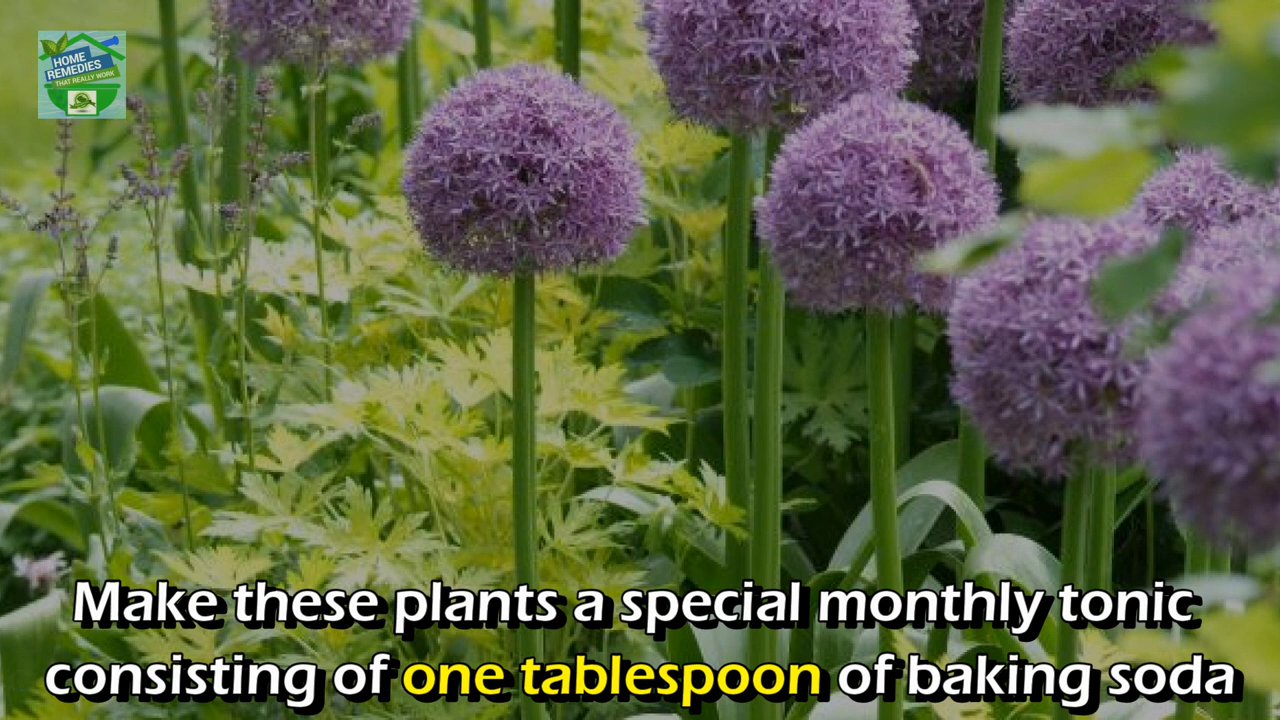 HOME
REMEDIES
THAT REALLY WORK
Make these plants a special monthly tonic
consisting of one tablespoon of baking soda